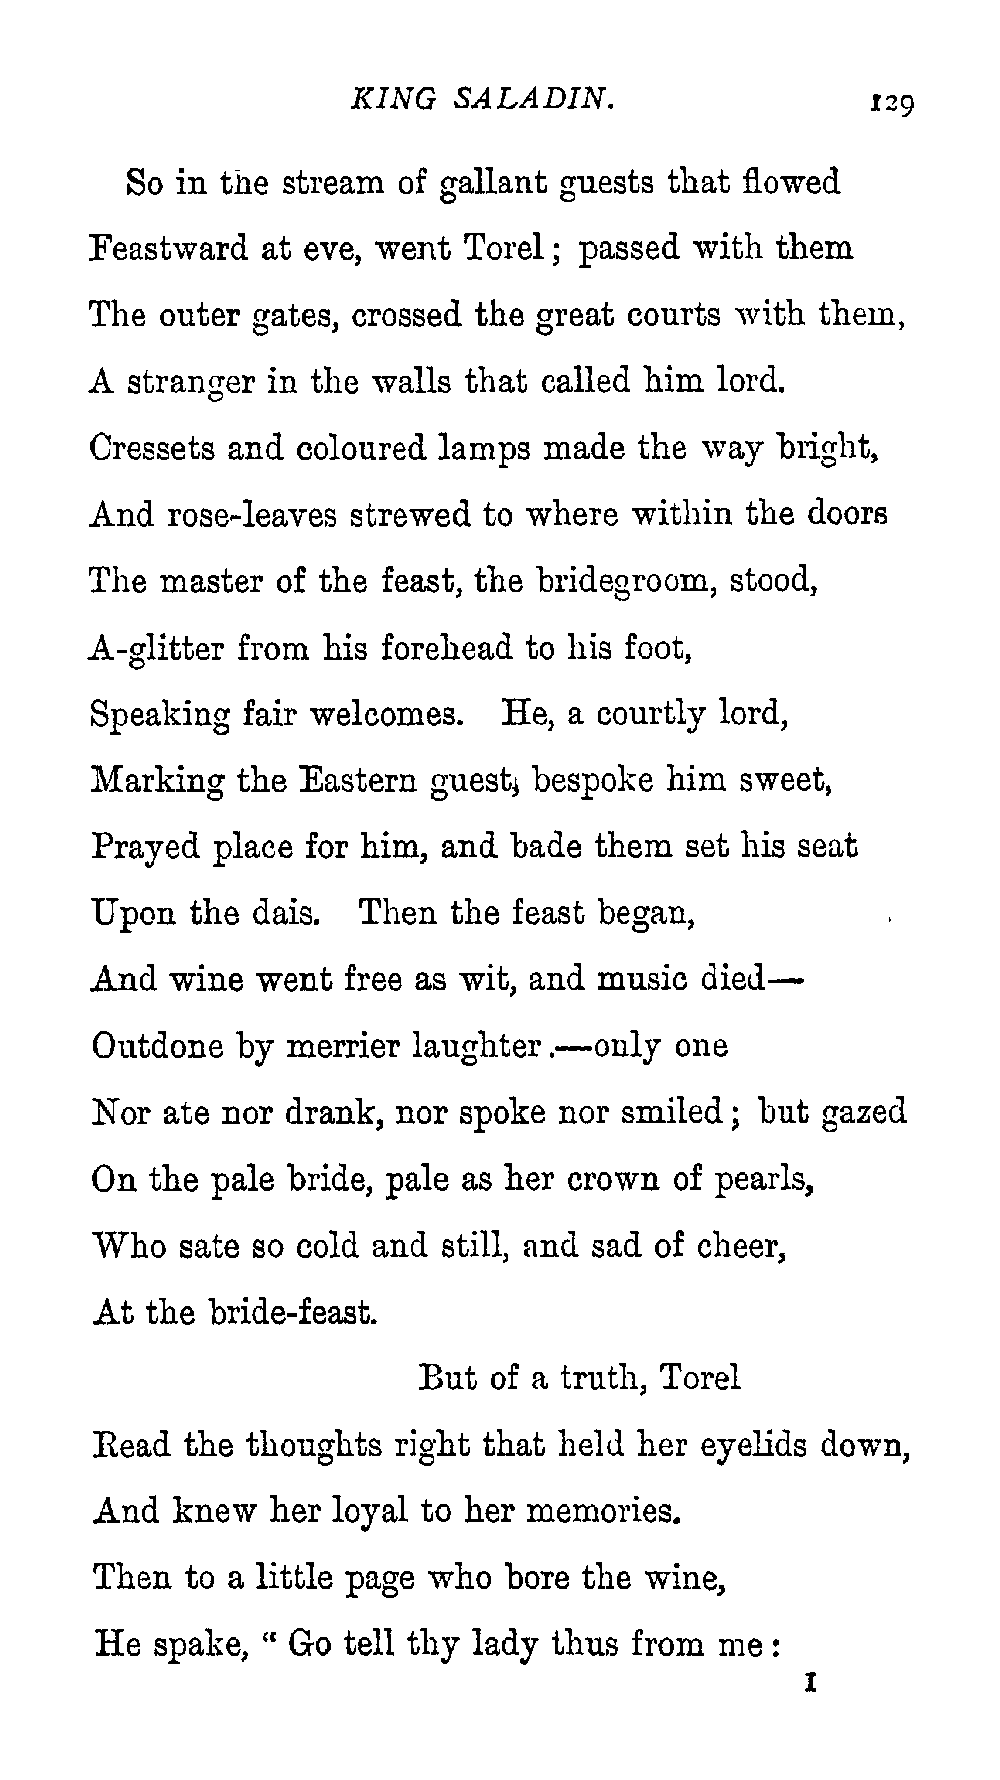 KING SALADIN. 129
So in the stream of gallant guests that flowed
Feastward at eve, went Torel; passed with them
The outer gates, crossed the great courts with them,
A stranger in the walls that called him lord.
Cressets and coloured lamps made the way bright,
And rose-leaves strewed to where within the doors
The master of the feast, the bridegroom, stood,
A-glitter from his forehead to his foot,
Speaking fair welcomes. He, a courtly lord,
Marking the Eastern guest, bespoke him sweet,
Prayed place for him, and bade them set his seat
Upon the dais. Then the feast began,
And wine went free as wit, and music died—
Outdone by merrier laughter.—only one
Nor ate nor drank, nor spoke nor smiled; but gazed
On the pale bride, pale as her crown of pearls,
Who sate so cold and still, and sad of cheer,
At the bride-feast.
But of a truth, Torel
Read the thoughts right that held her eyelids down,
And knew her loyal to her memories.
Then to a little page who bore the wine,
He spake, “Go tell thy lady thus from me:
I